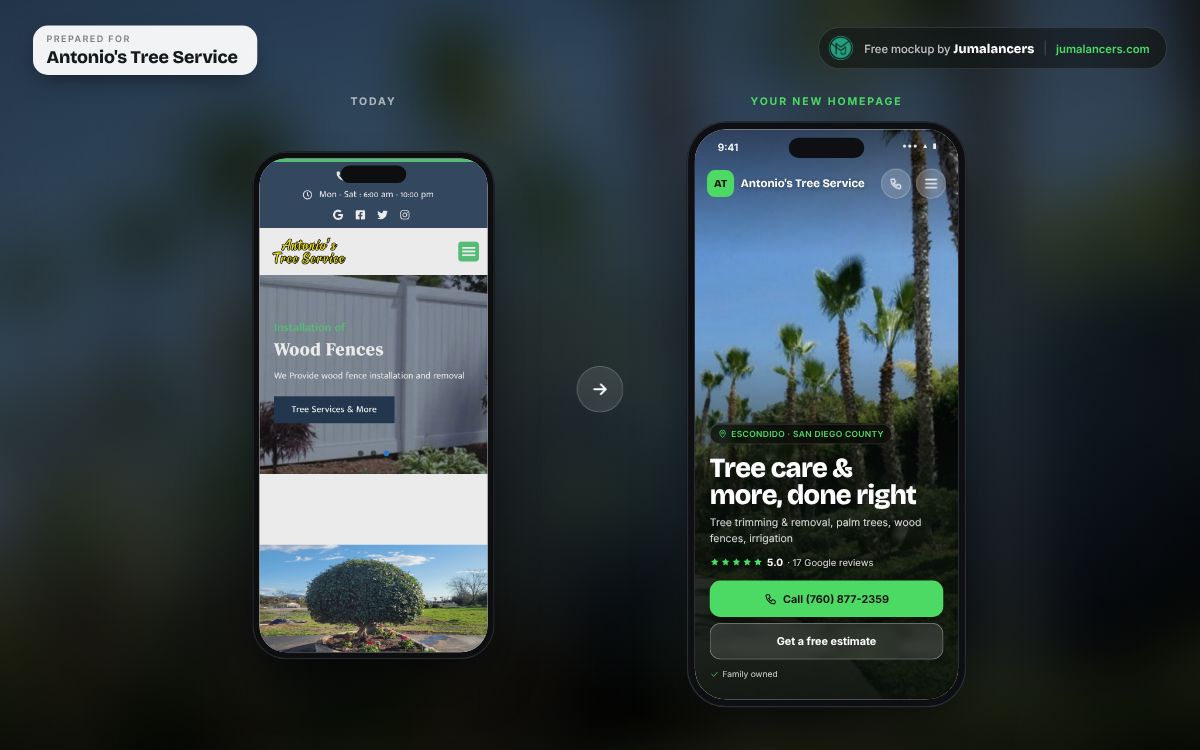 PREPARED FOR
Antonio's Tree Service
Free mockup by Jumalancers
jumalancers.com
TODAY
YOUR NEW HOMEPAGE
Mon - Sat : 6:00 am - 10:00 pm
Antonio's
Tree Service
Installation of
Wood Fences
We Provide wood fence installation and removal
Tree Services & More
9:41
AT
Antonio's Tree Service
ESCONDIDO · SAN DIEGO COUNTY
Tree care &
more, done right
Tree trimming & removal, palm trees, wood
fences, irrigation
5.0 · 17 Google reviews
Call (760) 877-2359
Get a free estimate
Family owned